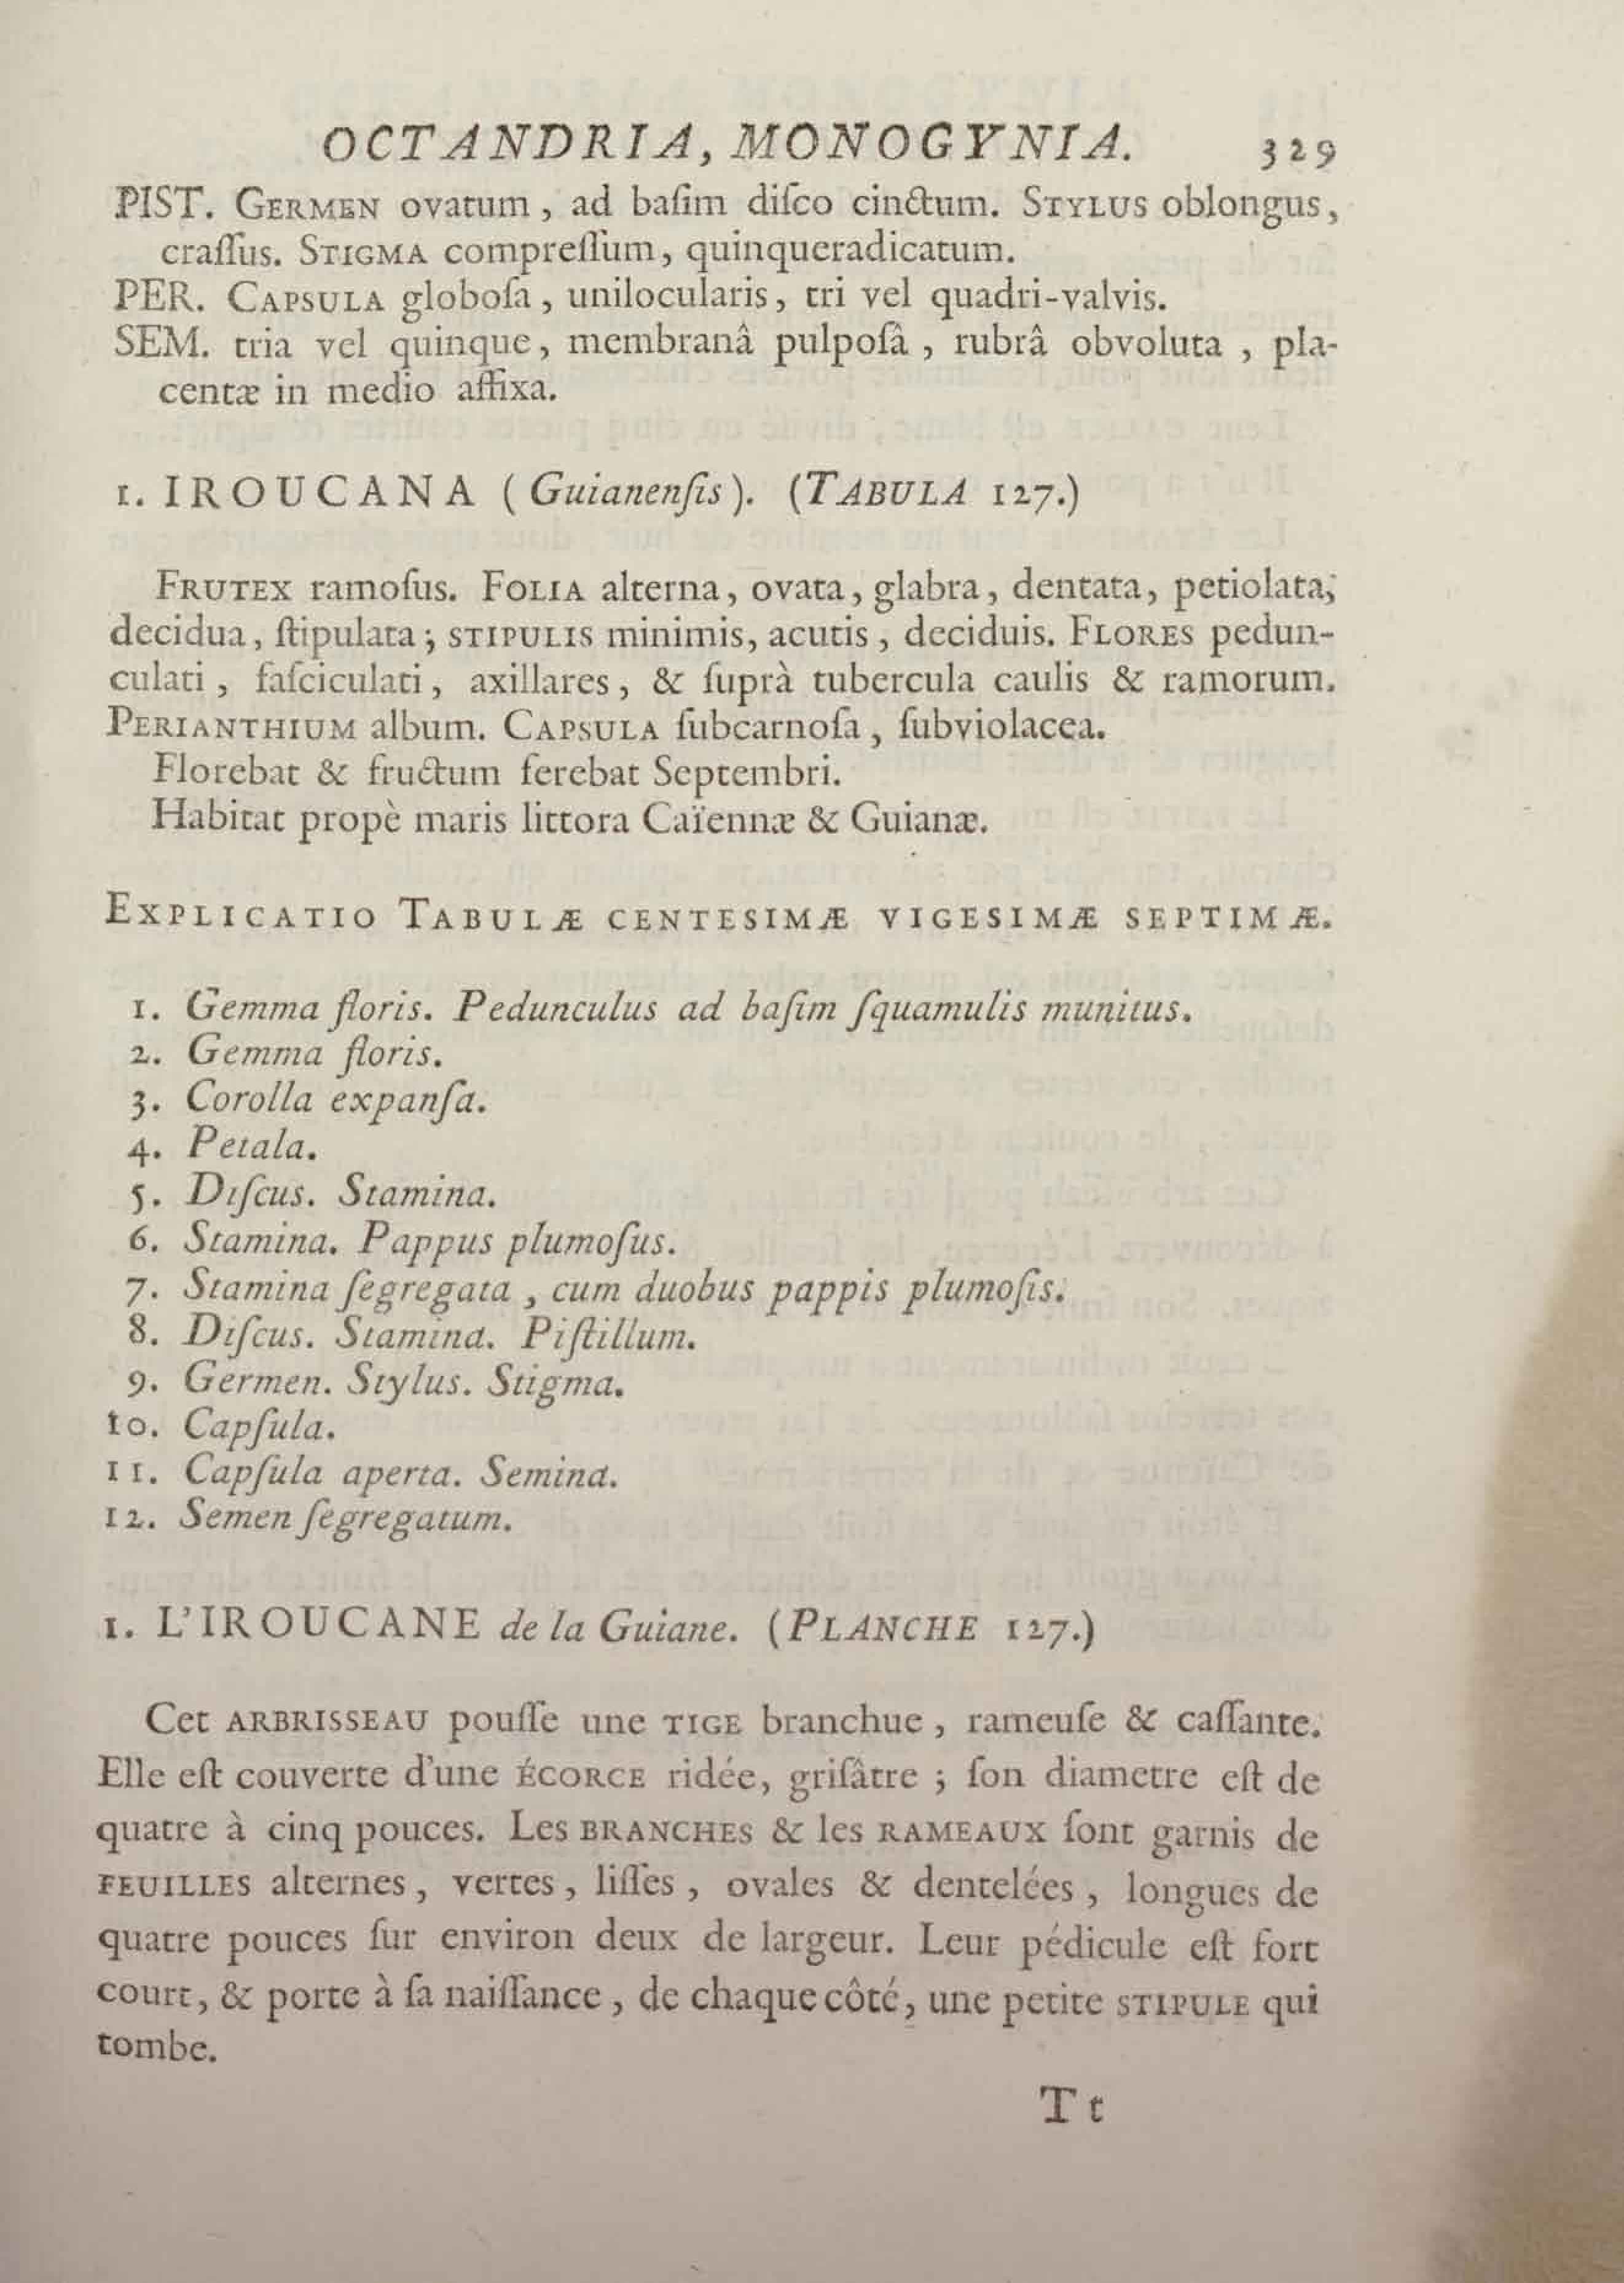 OCTANDRIA, MONOGYNIA. 329
PIST. GERMEN ovatum, ad baſim diſco cinctum. STYLUS oblongus,
craſſus. STIGMA compreſſum, quinqueradicatum.
PER. CAPSULA globoſa, unilocularis, tri vel quadri-valvis.
SEM. tria vel quinque, membranâ pulpoſâ, rubrâ obvoluta, pla-
centæ in medio affixa.
1. IROUCANA (Guianenſis). (TABULA 127.)
FRUTEX ramoſus. FOLIA alterna, ovata, glabra, dentata, petiolata,
decidua, ſtipulata; STIPULIS minimis, acutis, deciduis. FLORES pedun-
culati, faſciculati, axillares, & ſuprà tubercula caulis & ramorum.
PERIANTHIUM album. CAPSULA ſubcarnoſa, ſubviolacea.
Florebat & fructum ferebat Septembri.
Habitat propè maris littora Caïennæ & Guianæ.
EXPLICATIO TABULÆ CENTESIMÆ VIGESIMÆ SEPTIMÆ.
1. Gemma floris. Pedunculus ad baſim ſquamulis munitus.
2. Gemma floris.
3. Corolla expanſa.
4. Petala.
5. Diſcus. Stamina.
6. Stamina. Pappus plumoſus.
7. Stamina ſegregata, cum duobus pappis plumoſis.
8. Diſcus. Stamina. Piſtillum.
9. Germen. Stylus. Stigma.
10. Capſula.
11. Capſula aperta. Semina.
12. Semen ſegregatum.
1. L'IROUCANE de la Guiane. (PLANCHE 127.)
Cet ARBRISSEAU pouſſe une TIGE branchue, rameuſe & caſſante.
Elle eſt couverte d'une ÉCORCE ridée, griſâtre; ſon diametre eſt de
quatre à cinq pouces. Les BRANCHES & les RAMEAUX ſont garnis de
FEUILLES alternes, vertes, liſſes, ovales & dentelées, longues de
quatre pouces ſur environ deux de largeur. Leur pédicule eſt fort
court, & porte à ſa naiſſance, de chaque côté, une petite STIPULE qui
tombe.
Tt